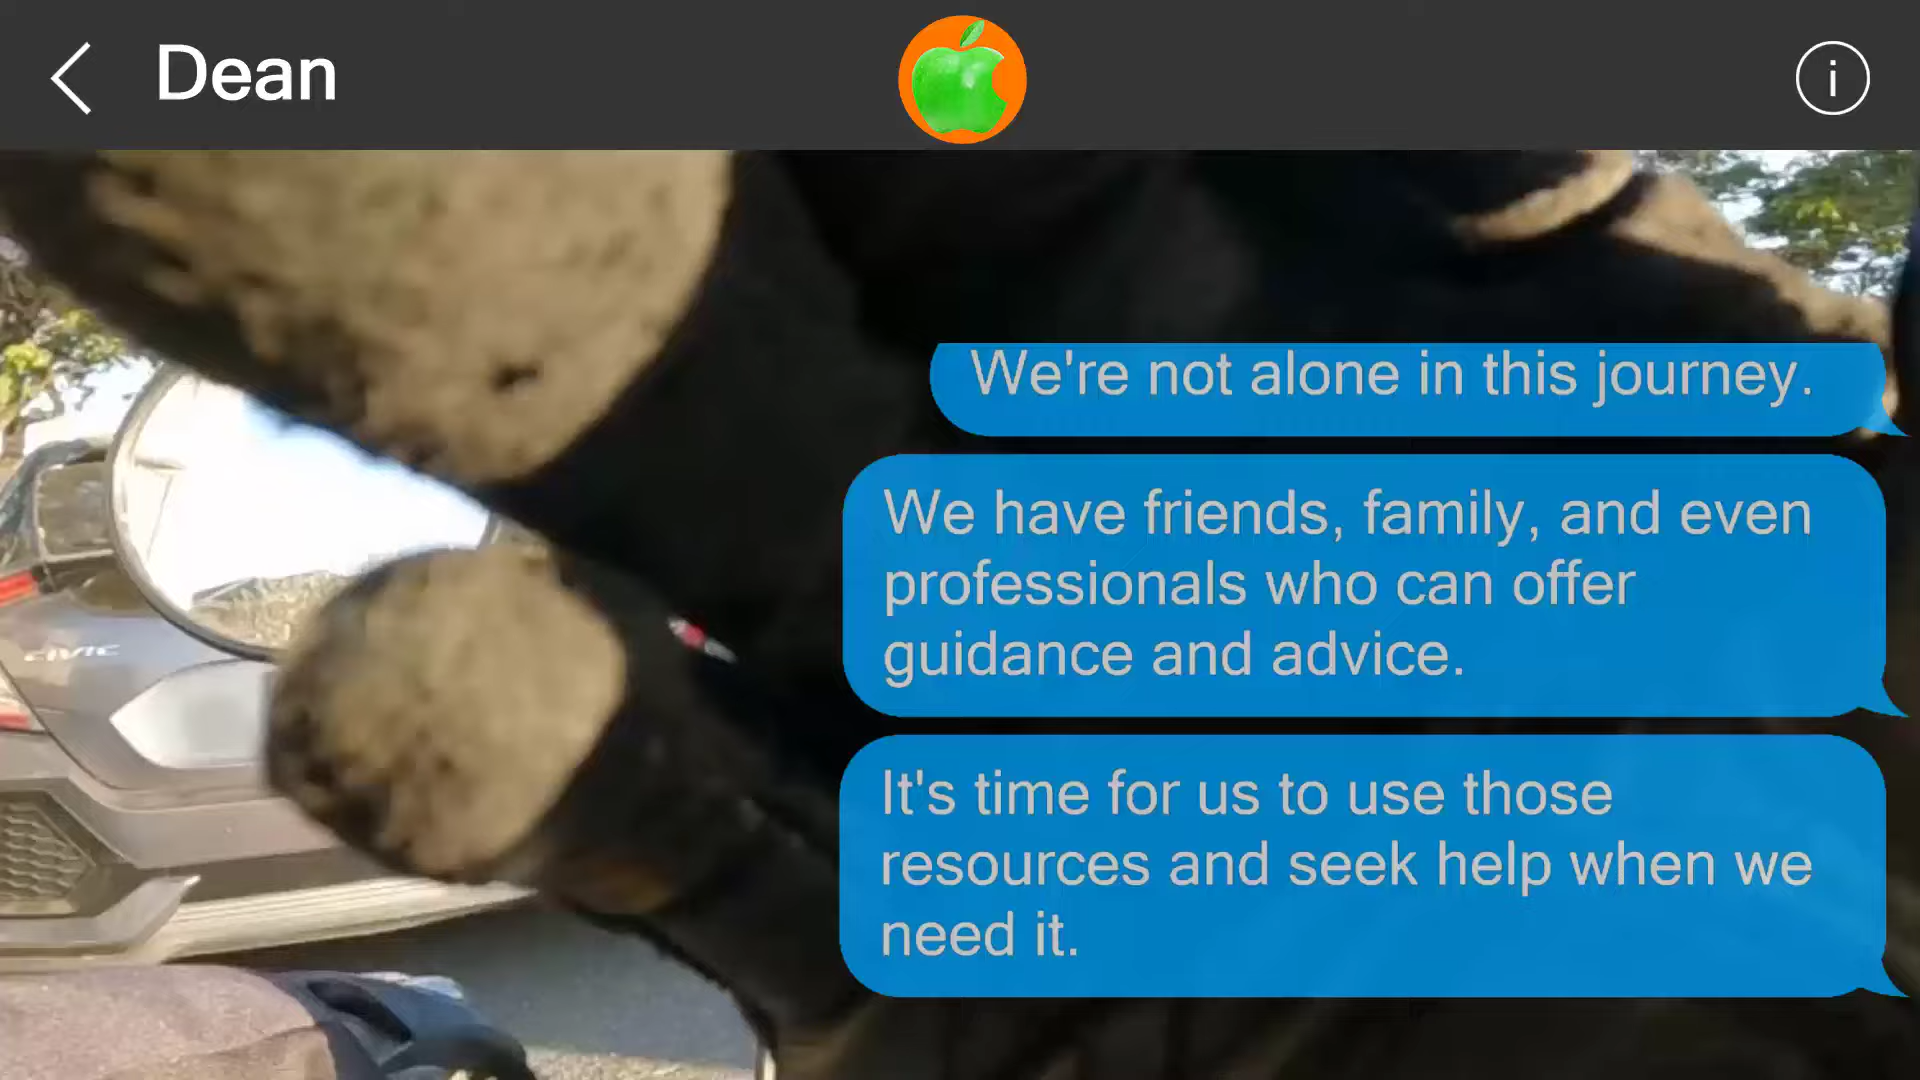 Dean
We're not alone in this journey.
We have friends, family, and even
professionals who can offer
guidance and advice.
It's time for us to use those
resources and seek help when we
need it.
CIVIC